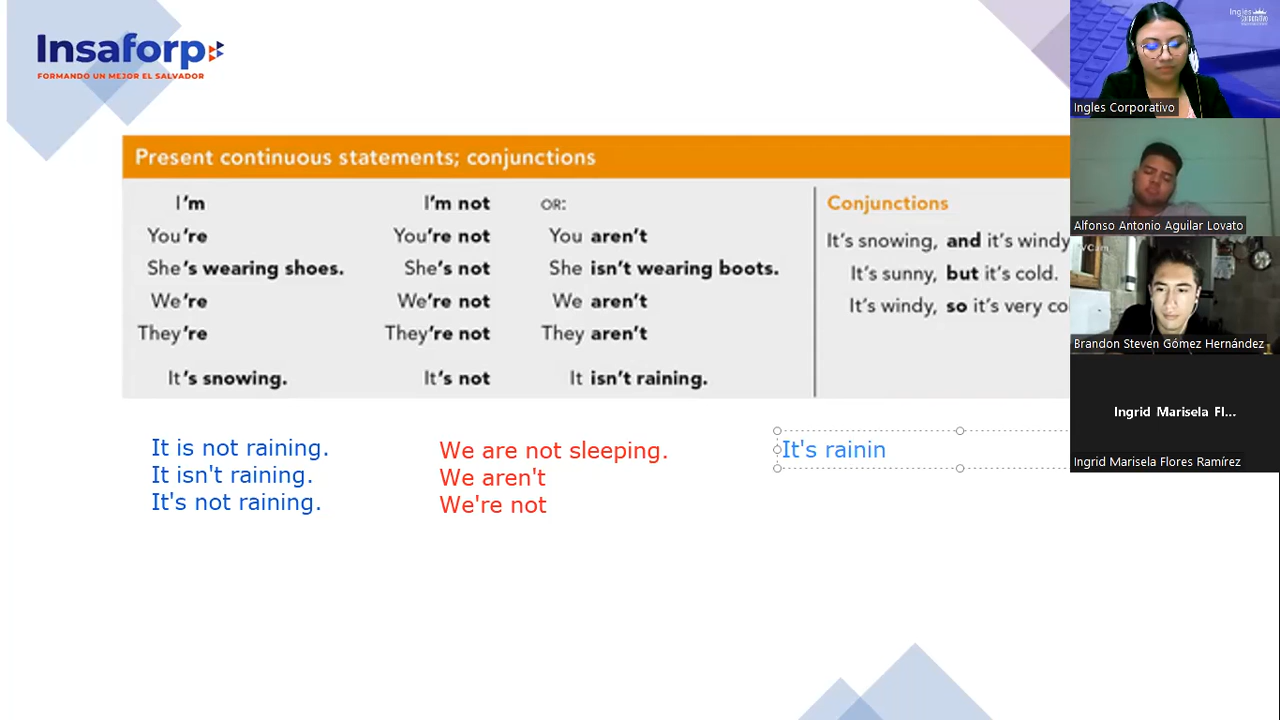 Insaforp
FORMANDO UN MEJOR EL SALVADOR
Present continuous statements; conjunctions
I'm I'm not OR:
You're You're not You aren't
She's wearing shoes. She's not She isn't wearing boots.
We're We're not We aren't
They're They're not They aren't
It's snowing. It's not It isn't raining.
Conjunctions
It's snowing, and it's windy
It's sunny, but it's cold.
It's windy, so it's very co
It is not raining.
It isn't raining.
It's not raining.
We are not sleeping.
We aren't
We're not
It's rainin
Ingles
Corporativo
Ingles Corporativo
Alfonso Antonio Aguilar Lovato
Brandon Steven Gómez Hernández
Ingrid Marisela Fl...
Ingrid Marisela Flores Ramírez